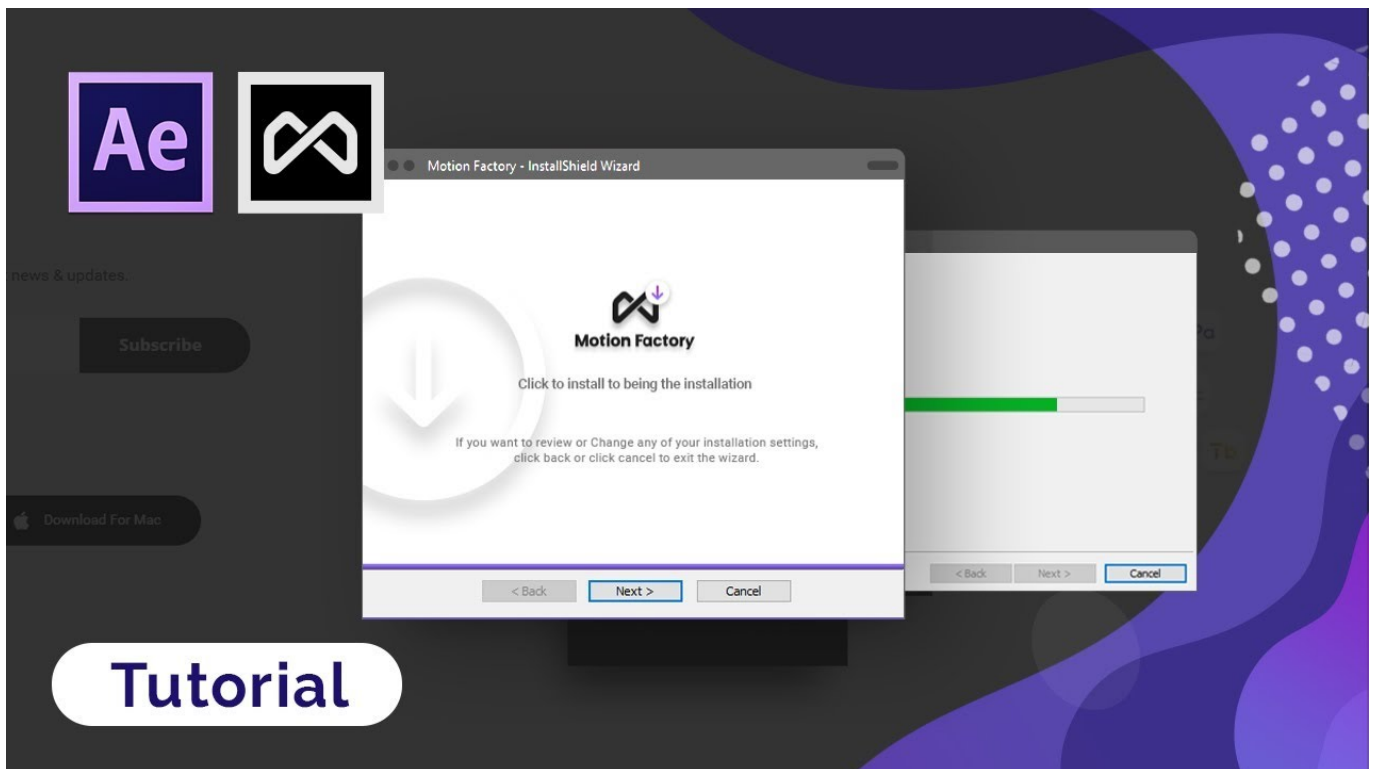 Ae
Motion Factory - InstallShield Wizard
news & updates.
Subscribe
Motion Factory
Click to install to being the installation
If you want to review or Change any of your installation settings,
click back or click cancel to exit the wizard.
Download For Mac
< Back
Next >
Cancel
< Back
Next >
Cancel
Tutorial